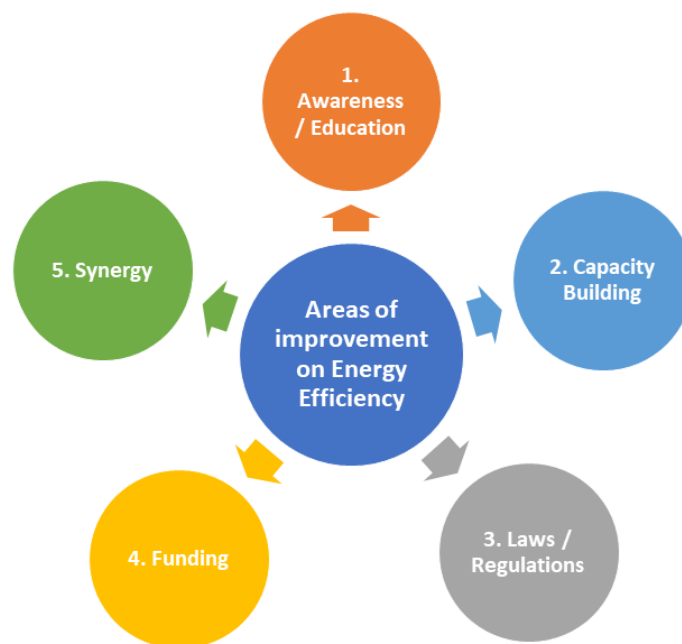 1.
Awareness
/ Education
5. Synergy
2. Capacity
Building
Areas of
improvement
on Energy
Efficiency
4. Funding
3. Laws /
Regulations